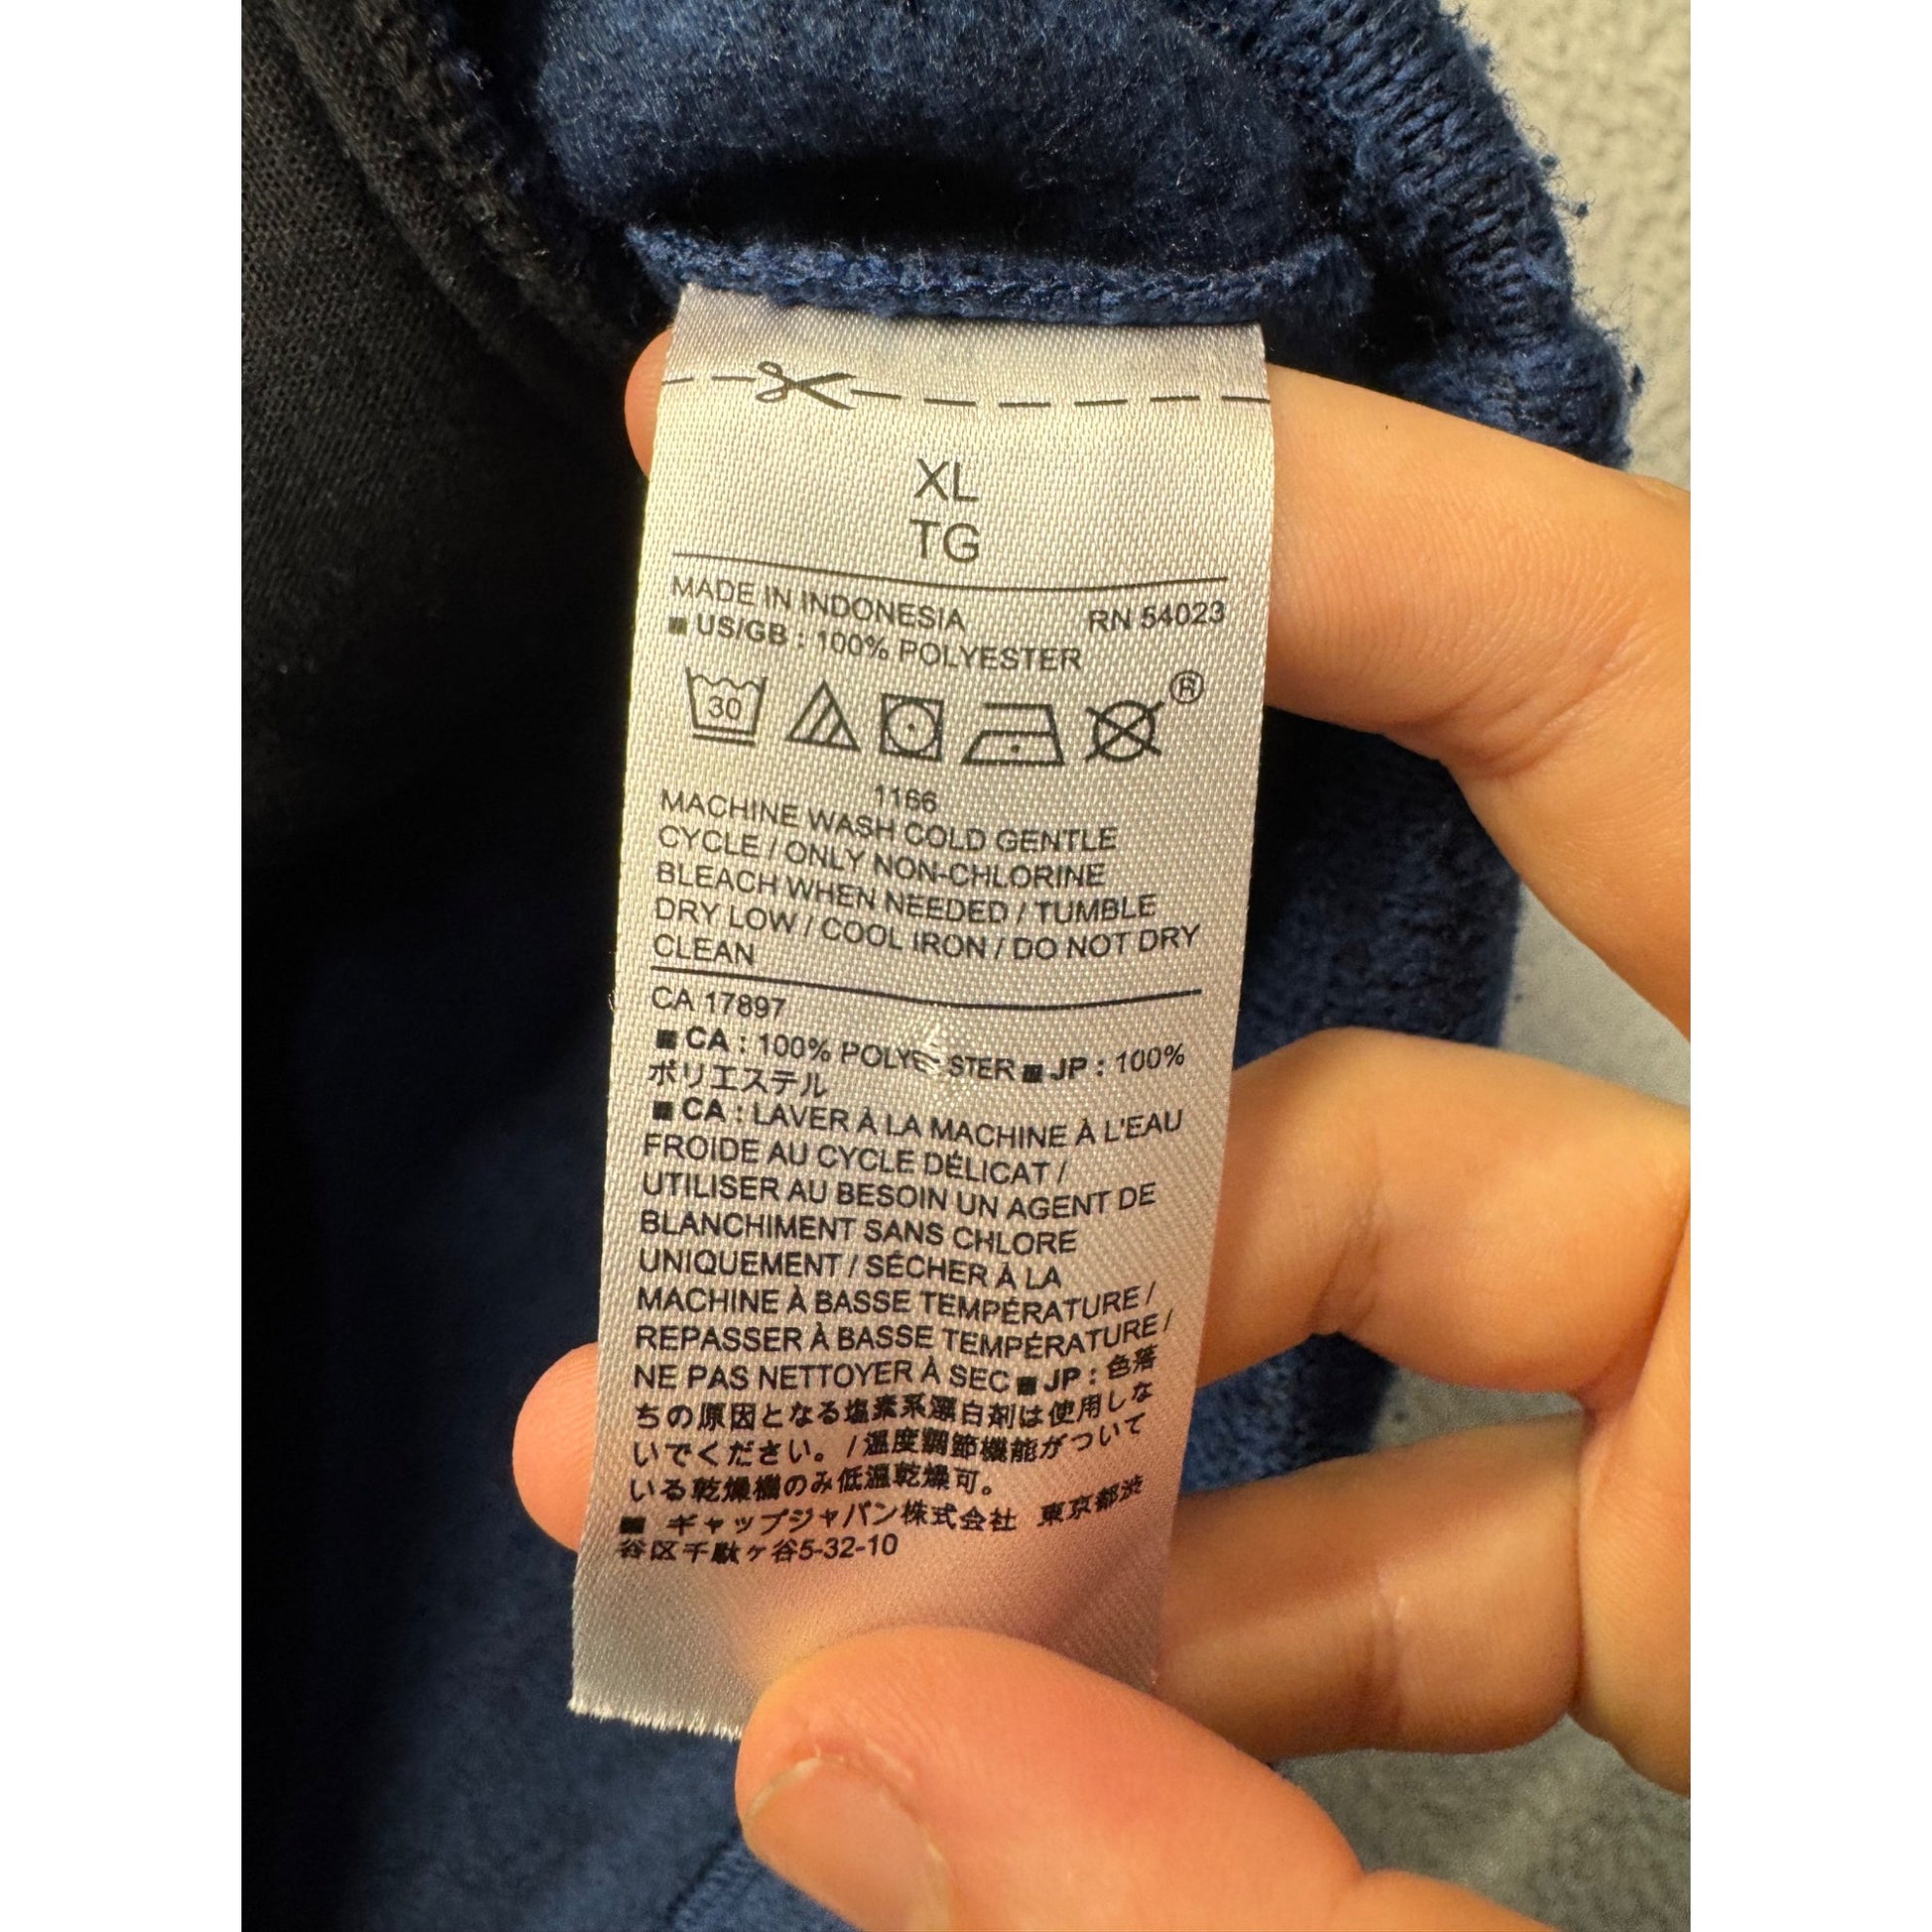 XL
TG
MADE IN INDONESIA RN 54023
■ US/GB : 100% POLYESTER
30 ®
1166
MACHINE WASH COLD GENTLE
CYCLE / ONLY NON-CHLORINE
BLEACH WHEN NEEDED / TUMBLE
DRY LOW / COOL IRON / DO NOT DRY
CLEAN
CA 17897
■ CA : 100% POLYESTER ■ JP : 100%
ポリエステル
■ CA : LAVER À LA MACHINE À L'EAU
FROIDE AU CYCLE DÉLICAT /
UTILISER AU BESOIN UN AGENT DE
BLANCHIMENT SANS CHLORE
UNIQUEMENT / SÉCHER À LA
MACHINE À BASSE TEMPÉRATURE /
REPASSER À BASSE TEMPÉRATURE /
NE PAS NETTOYER À SEC ■ JP : 色落
ちの原因となる塩素系漂白剤は使用しな
いでください。/ 温度調節機能がついて
いる乾燥機のみ低温乾燥可。
■ ギャップジャパン株式会社 東京都渋
谷区千駄ヶ谷5-32-10